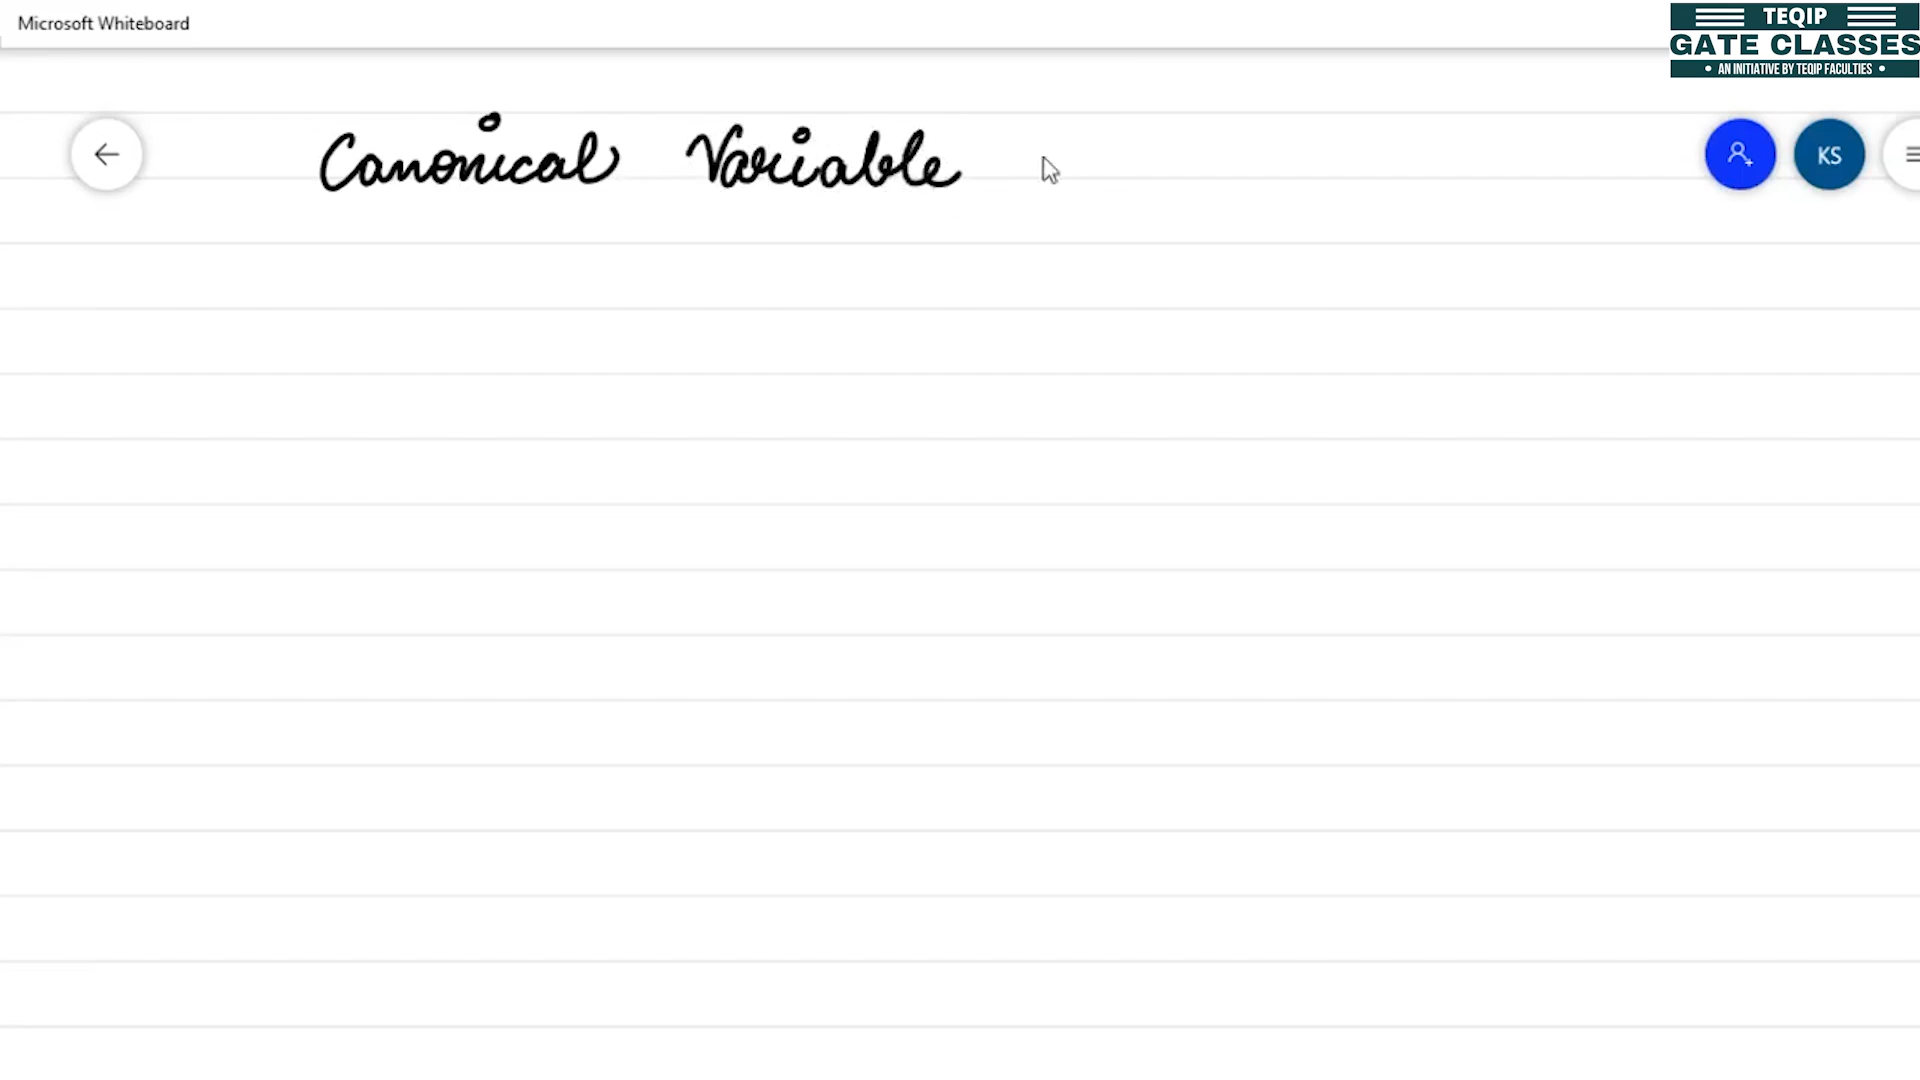 Microsoft Whiteboard
TEQIP
GATE CLASSES
• AN INITIATIVE BY TEQIP FACULTIES •
Canonical Variable
KS